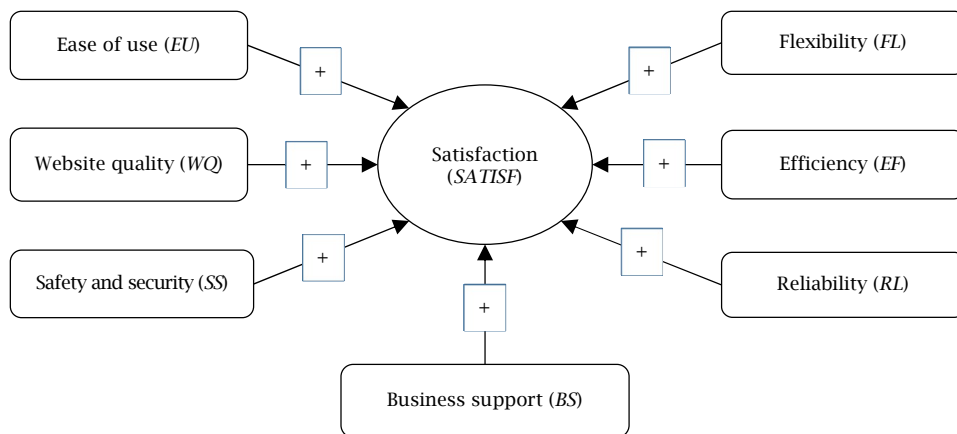 Ease of use (EU)
+
Flexibility (FL)
+
Website quality (WQ)
+
Satisfaction
(SATISF)
+
Efficiency (EF)
Safety and security (SS)
+
+
Reliability (RL)
+
Business support (BS)